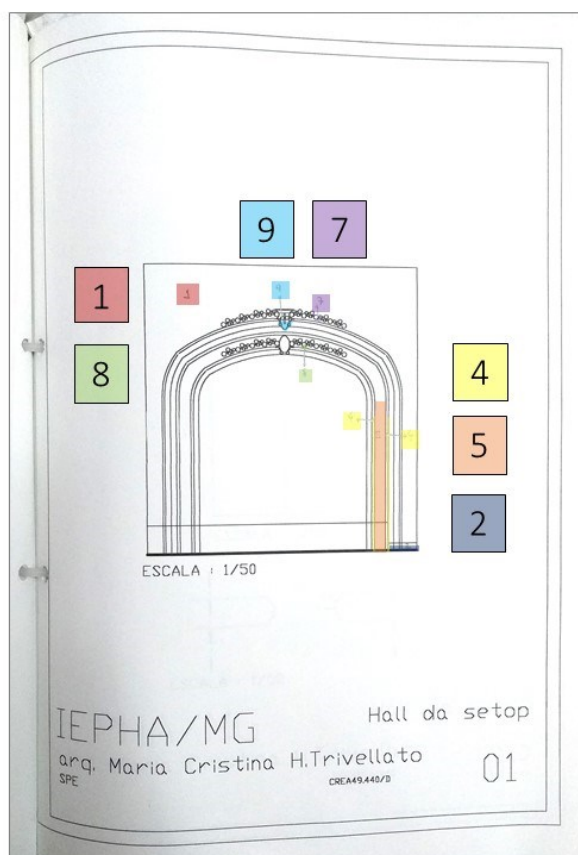 9 7
1
8
4
5
2
ESCALA : 1/50
IEPHA/MG
Hall da setop
arq. Maria Cristina H.Trivellato
SPE
CREA49.440/D
01